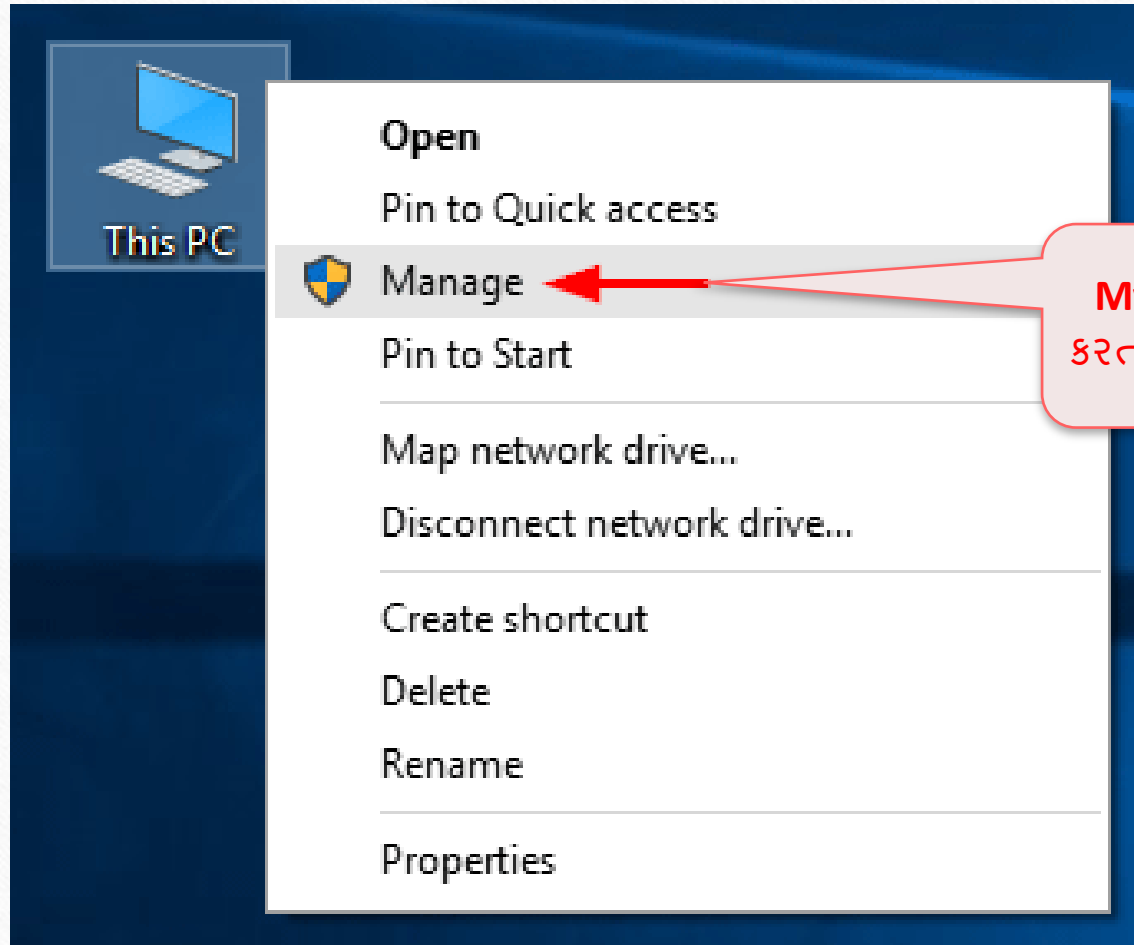 This PC
Open
Pin to Quick access
Manage
Pin to Start
Map network drive...
Disconnect network drive...
Create shortcut
Delete
Rename
Properties